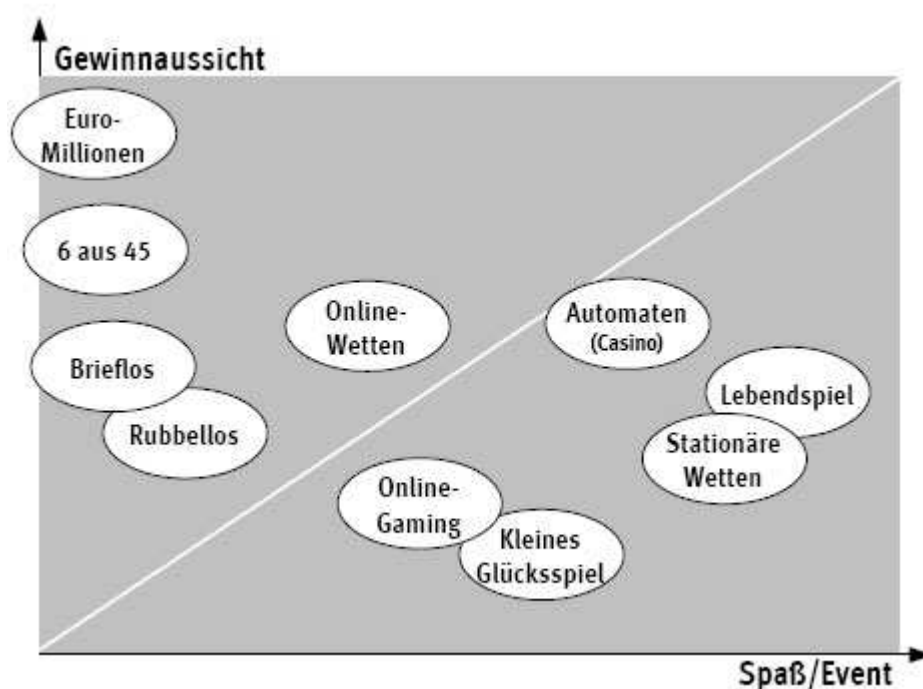 Gewinnaussicht
Euro-
Millionen
6 aus 45
Online-
Wetten
Automaten
(Casino)
Brieflos
Lebendspiel
Rubbellos
Stationäre
Wetten
Online-
Gaming
Kleines
Glücksspiel
Spaß/Event